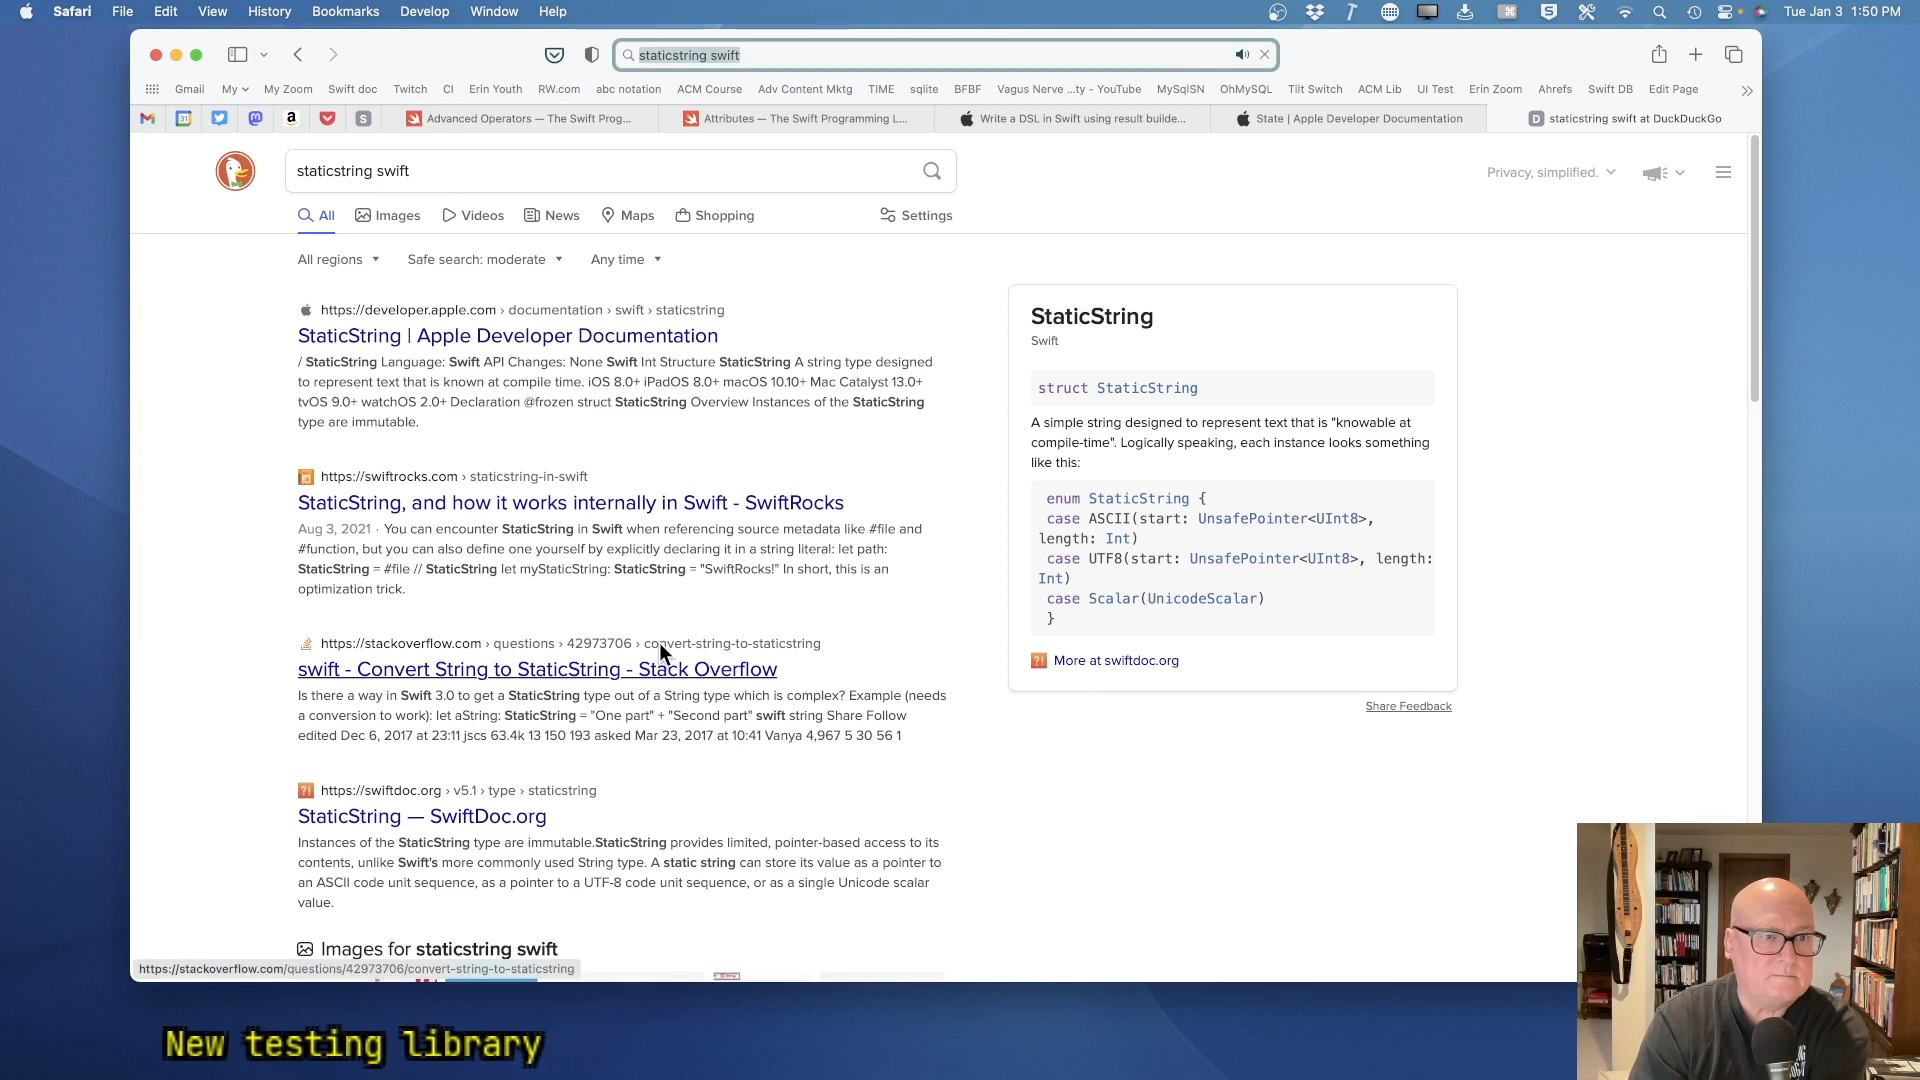 Safari File Edit View History Bookmarks Develop Window Help Tue Jan 3 1:50 PM
staticstring swift
Gmail My My Zoom Swift doc Twitch CI Erin Youth RW.com abc notation ACM Course Adv Content Mktg TIME sqlite BFBF Vagus Nerve ...ty - YouTube MySqlSN OhMySQL Tilt Switch ACM Lib UI Test Erin Zoom Ahrefs Swift DB Edit Page
Advanced Operators — The Swift Prog... Attributes — The Swift Programming L... Write a DSL in Swift using result builde... State | Apple Developer Documentation staticstring swift at DuckDuckGo
staticstring swift
Privacy, simplified.
All Images Videos News Maps Shopping Settings
All regions Safe search: moderate Any time
https://developer.apple.com › documentation › swift › staticstring
StaticString | Apple Developer Documentation
/ StaticString Language: Swift API Changes: None Swift Int Structure StaticString A string type designed
to represent text that is known at compile time. iOS 8.0+ iPadOS 8.0+ macOS 10.10+ Mac Catalyst 13.0+
tvOS 9.0+ watchOS 2.0+ Declaration @frozen struct StaticString Overview Instances of the StaticString
type are immutable.
https://swiftrocks.com › staticstring-in-swift
StaticString, and how it works internally in Swift - SwiftRocks
Aug 3, 2021 · You can encounter StaticString in Swift when referencing source metadata like #file and
#function, but you can also define one yourself by explicitly declaring it in a string literal: let path:
StaticString = #file // StaticString let myStaticString: StaticString = "SwiftRocks!" In short, this is an
optimization trick.
https://stackoverflow.com › questions › 42973706 › convert-string-to-staticstring
swift - Convert String to StaticString - Stack Overflow
Is there a way in Swift 3.0 to get a StaticString type out of a String type which is complex? Example (needs
a conversion to work): let aString: StaticString = "One part" + "Second part" swift string Share Follow
edited Dec 6, 2017 at 23:11 jscs 63.4k 13 150 193 asked Mar 23, 2017 at 10:41 Vanya 4,967 5 30 56 1
https://swiftdoc.org › v5.1 › type › staticstring
StaticString — SwiftDoc.org
Instances of the StaticString type are immutable.StaticString provides limited, pointer-based access to its
contents, unlike Swift's more commonly used String type. A static string can store its value as a pointer to
an ASCII code unit sequence, as a pointer to a UTF-8 code unit sequence, or as a single Unicode scalar
value.
Images for staticstring swift
https://stackoverflow.com/questions/42973706/convert-string-to-staticstring
StaticString
Swift
struct StaticString
A simple string designed to represent text that is "knowable at
compile-time". Logically speaking, each instance looks something
like this:
enum StaticString {
case ASCII(start: UnsafePointer<UInt8>,
length: Int)
case UTF8(start: UnsafePointer<UInt8>, length:
Int)
case Scalar(UnicodeScalar)
}
More at swiftdoc.org
Share Feedback
New testing library